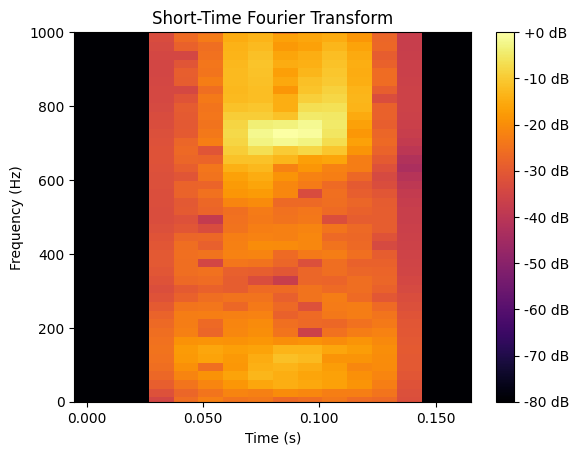 Short-Time Fourier Transform
1000
800
600
400
200
0
Frequency (Hz)
0.000
0.050
0.100
0.150
Time (s)
+0 dB
-10 dB
-20 dB
-30 dB
-40 dB
-50 dB
-60 dB
-70 dB
-80 dB